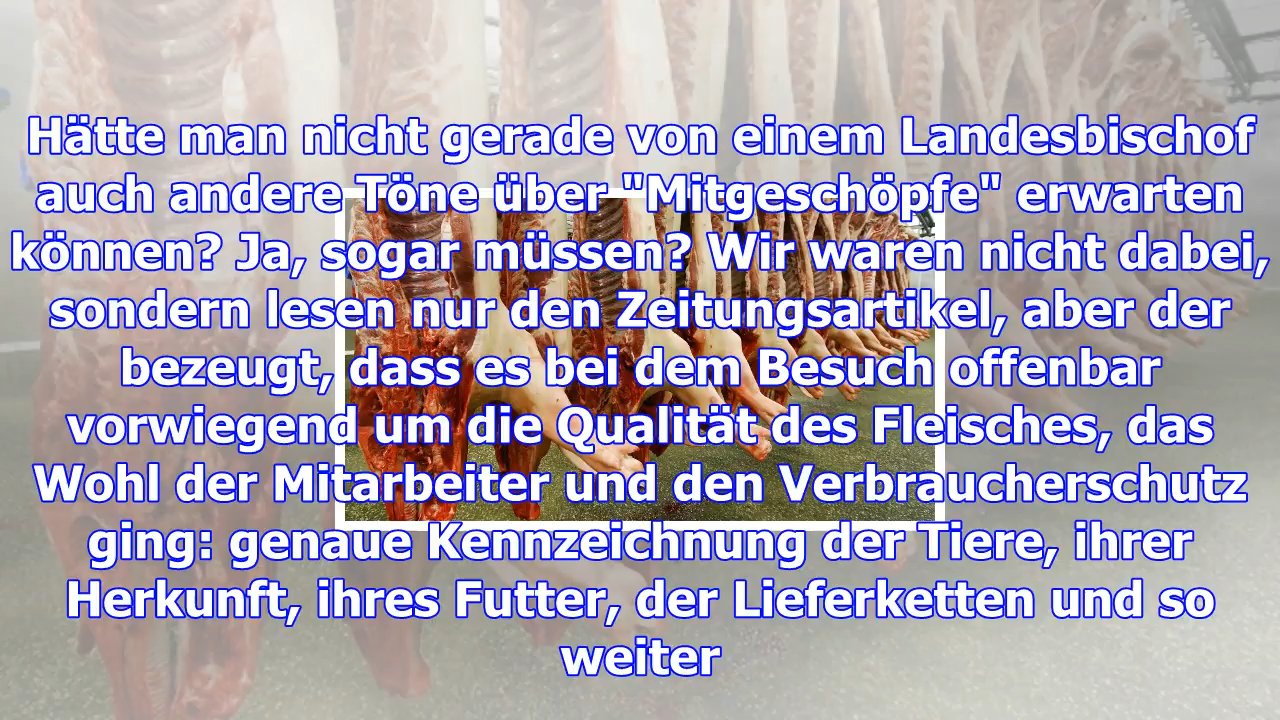 Hätte man nicht gerade von einem Landesbischof
auch andere Töne über "Mitgeschöpfe" erwarten
können? Ja, sogar müssen? Wir waren nicht dabei,
sondern lesen nur den Zeitungsartikel, aber der
bezeugt, dass es bei dem Besuch offenbar
vorwiegend um die Qualität des Fleisches, das
Wohl der Mitarbeiter und den Verbraucherschutz
ging: genaue Kennzeichnung der Tiere, ihrer
Herkunft, ihres Futter, der Lieferketten und so
weiter